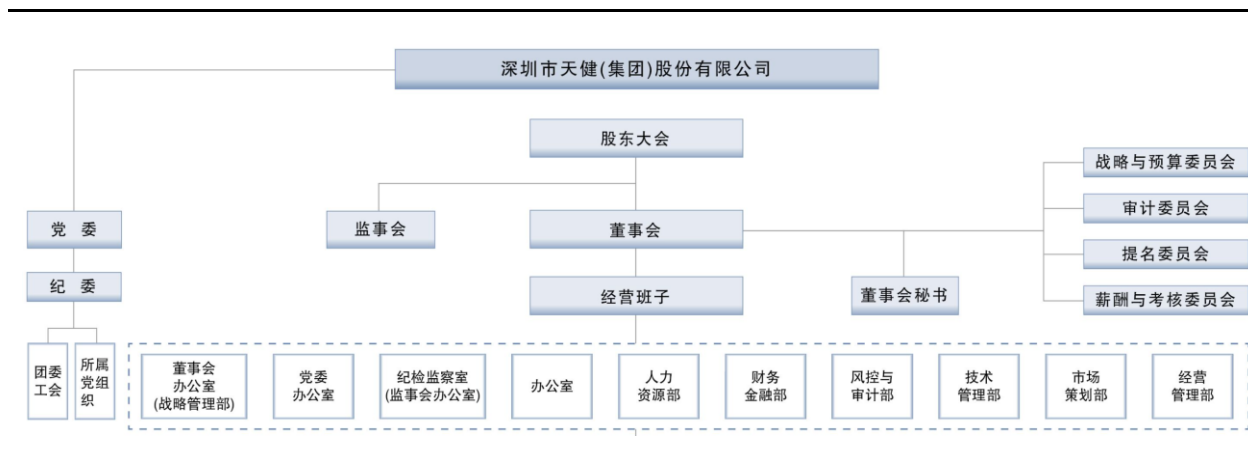 深圳市天健(集团)股份有限公司
股东大会
战略与预算委员会
审计委员会
党 委
监事会
董事会
提名委员会
纪 委
经营班子
董事会秘书
薪酬与考核委员会
团委
工会
所属
党组
织
董事会
办公室
(战略管理部)
党委
办公室
纪检监察室
(监事会办公室)
办公室
人力
资源部
财务
金融部
风控与
审计部
技术
管理部
市场
策划部
经营
管理部